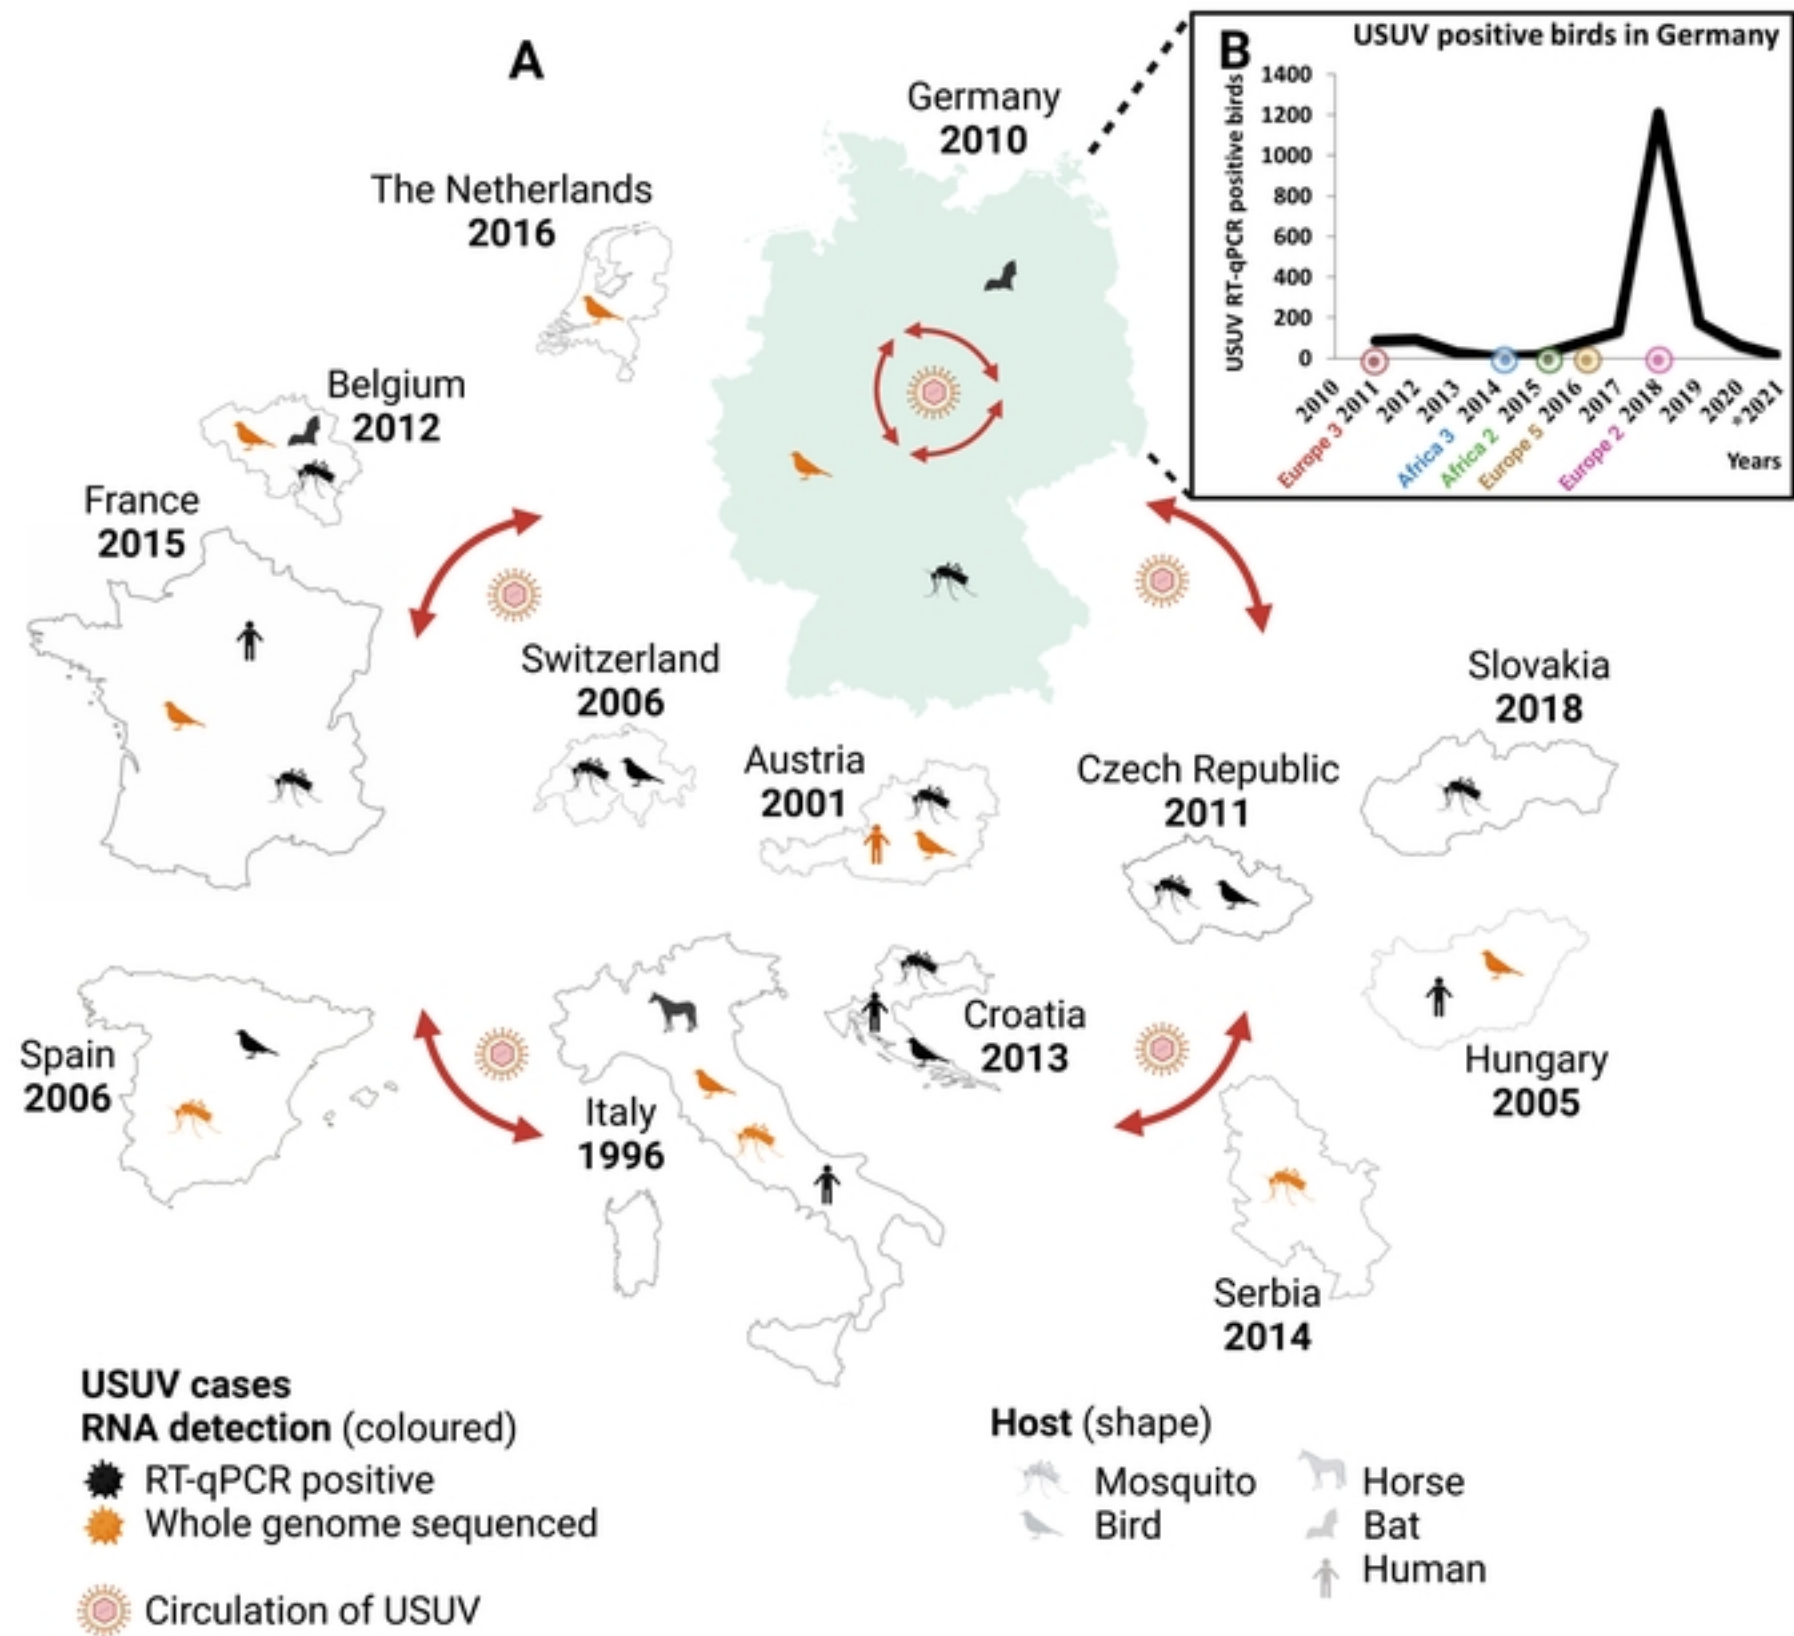 A
Germany
2010
The Netherlands
2016
Belgium
2012
France
2015
Switzerland
2006
Austria
2001
Czech Republic
2011
Slovakia
2018
Spain
2006
Italy
1996
Croatia
2013
Hungary
2005
Serbia
2014
B
USUV positive birds in Germany
USUV RT-qPCR positive birds
1400
1200
1000
800
600
400
200
0
2010
2011
2012
2013
2014
2015
2016
2017
2018
2019
2020
*2021
Europe 3
Africa 3
Africa 2
Europe 5
Europe 2
Years
USUV cases
RNA detection (coloured)
RT-qPCR positive
Whole genome sequenced
Circulation of USUV
Host (shape)
Mosquito
Bird
Horse
Bat
Human